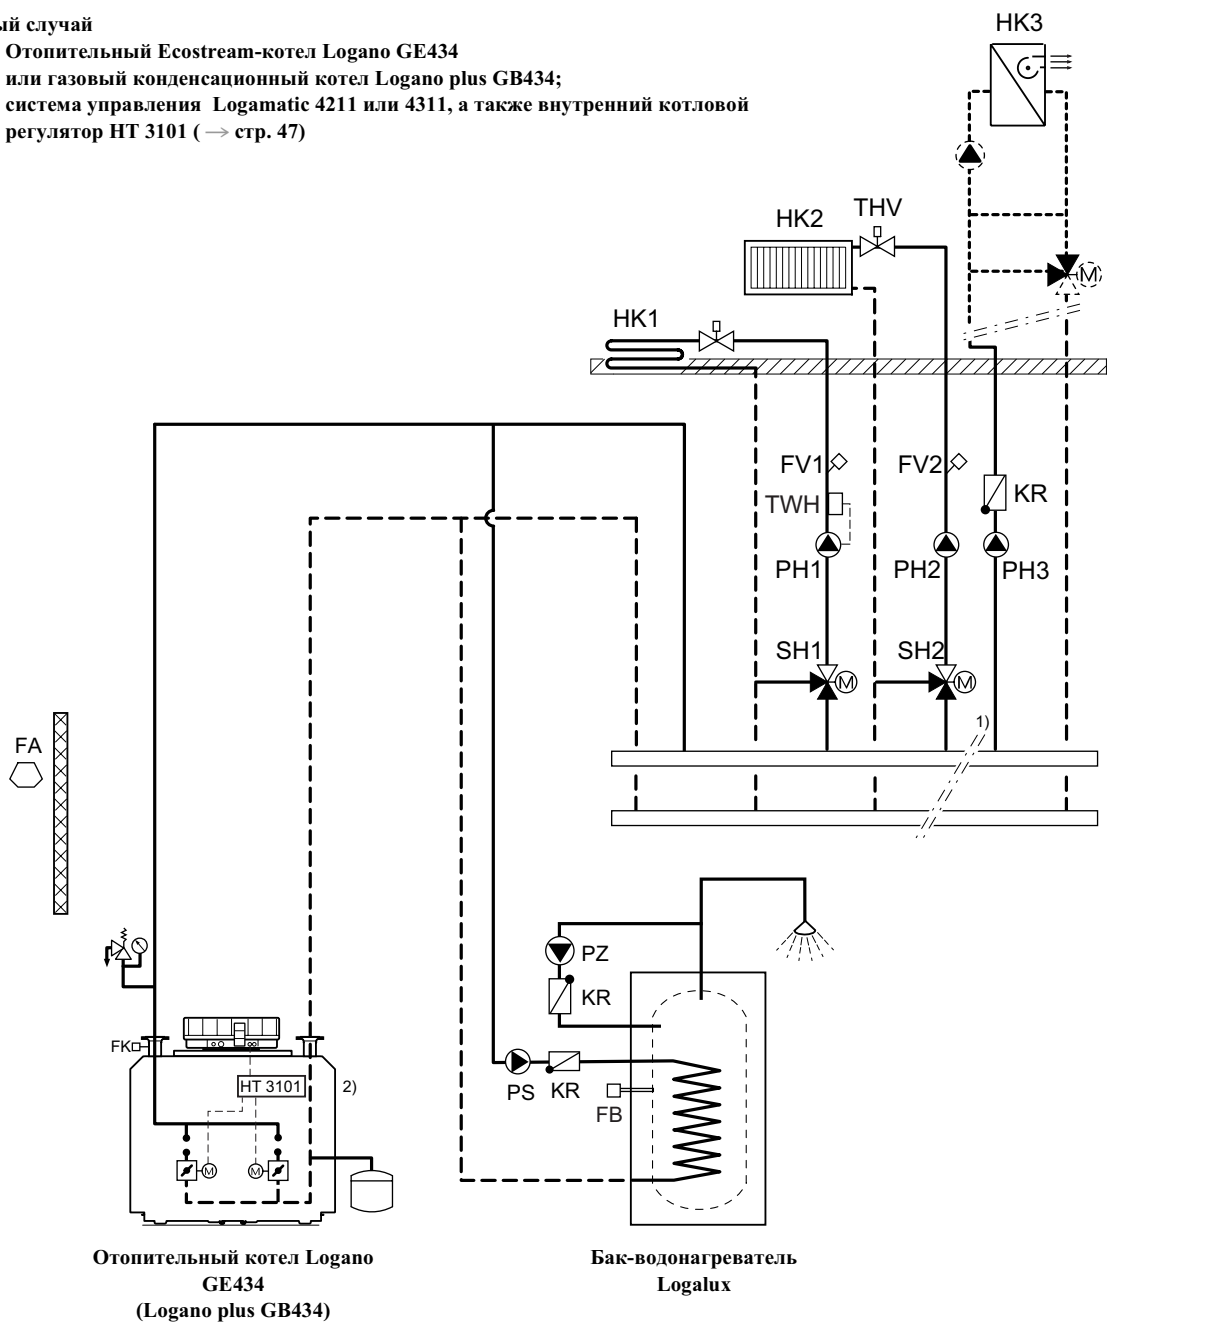 ый случай
Отопительный Ecostream-котел Logano GE434
или газовый конденсационный котел Logano plus GB434;
система управления Logamatic 4211 или 4311, а также внутренний котловой
регулятор HT 3101 ( → стр. 47)
HK3
M
HK2
THV
HK1
FV1
FV2
TWH
KR
PH1
PH2
PH3
SH1
SH2
M
M
1)
FA
PZ
KR
FK
HT 3101
2)
PS
KR
FB
M
M
Отопительный котел Logano
GE434
(Logano plus GB434)
Бак-водонагреватель
Logalux